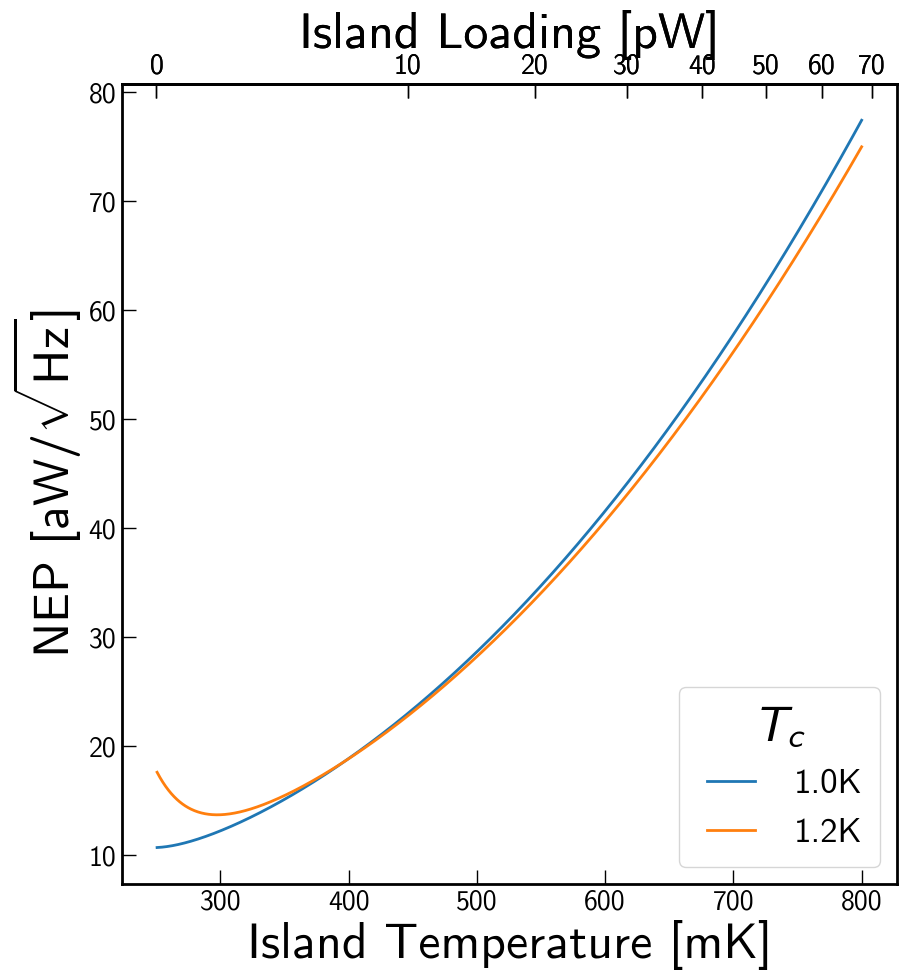 Island Loading [pW]
0 10 20 30 40 50 60 70
80
70
60
50
40
30
20
10
NEP [aW/√Hz]
T_c
1.0K
1.2K
300 400 500 600 700 800
Island Temperature [mK]